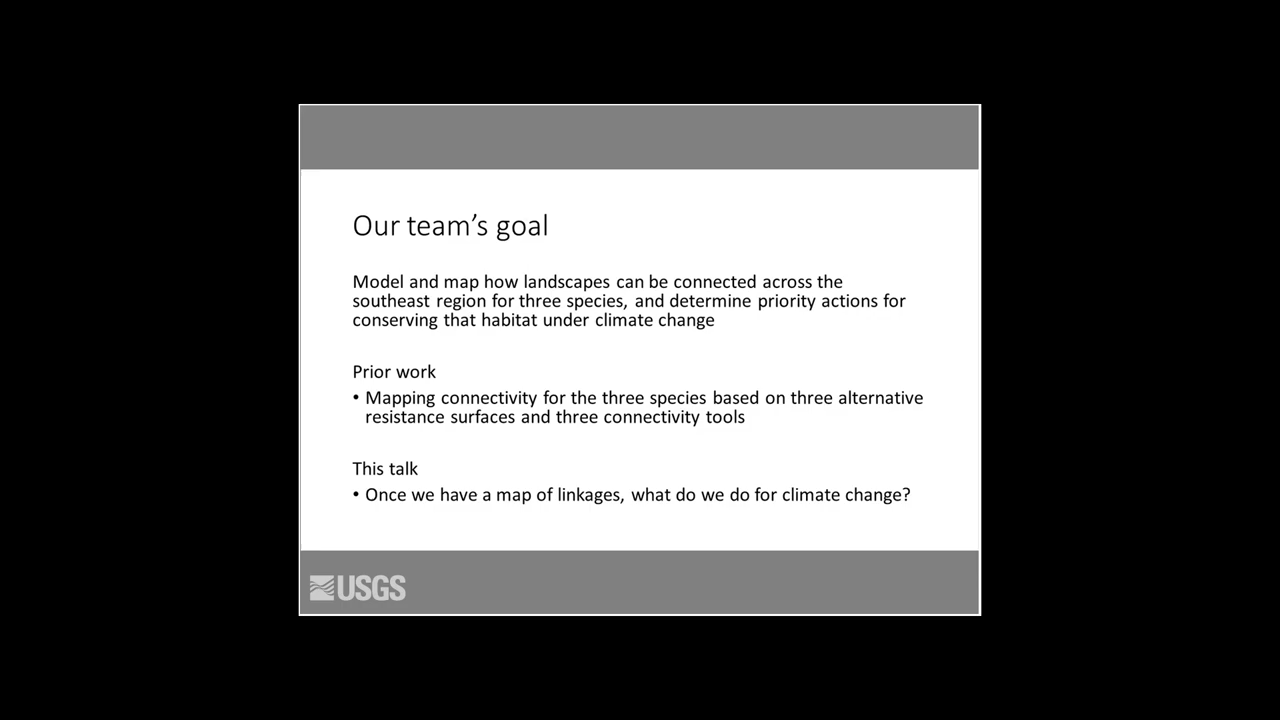 Our team's goal
Model and map how landscapes can be connected across the
southeast region for three species, and determine priority actions for
conserving that habitat under climate change
Prior work
• Mapping connectivity for the three species based on three alternative
resistance surfaces and three connectivity tools
This talk
• Once we have a map of linkages, what do we do for climate change?
USGS